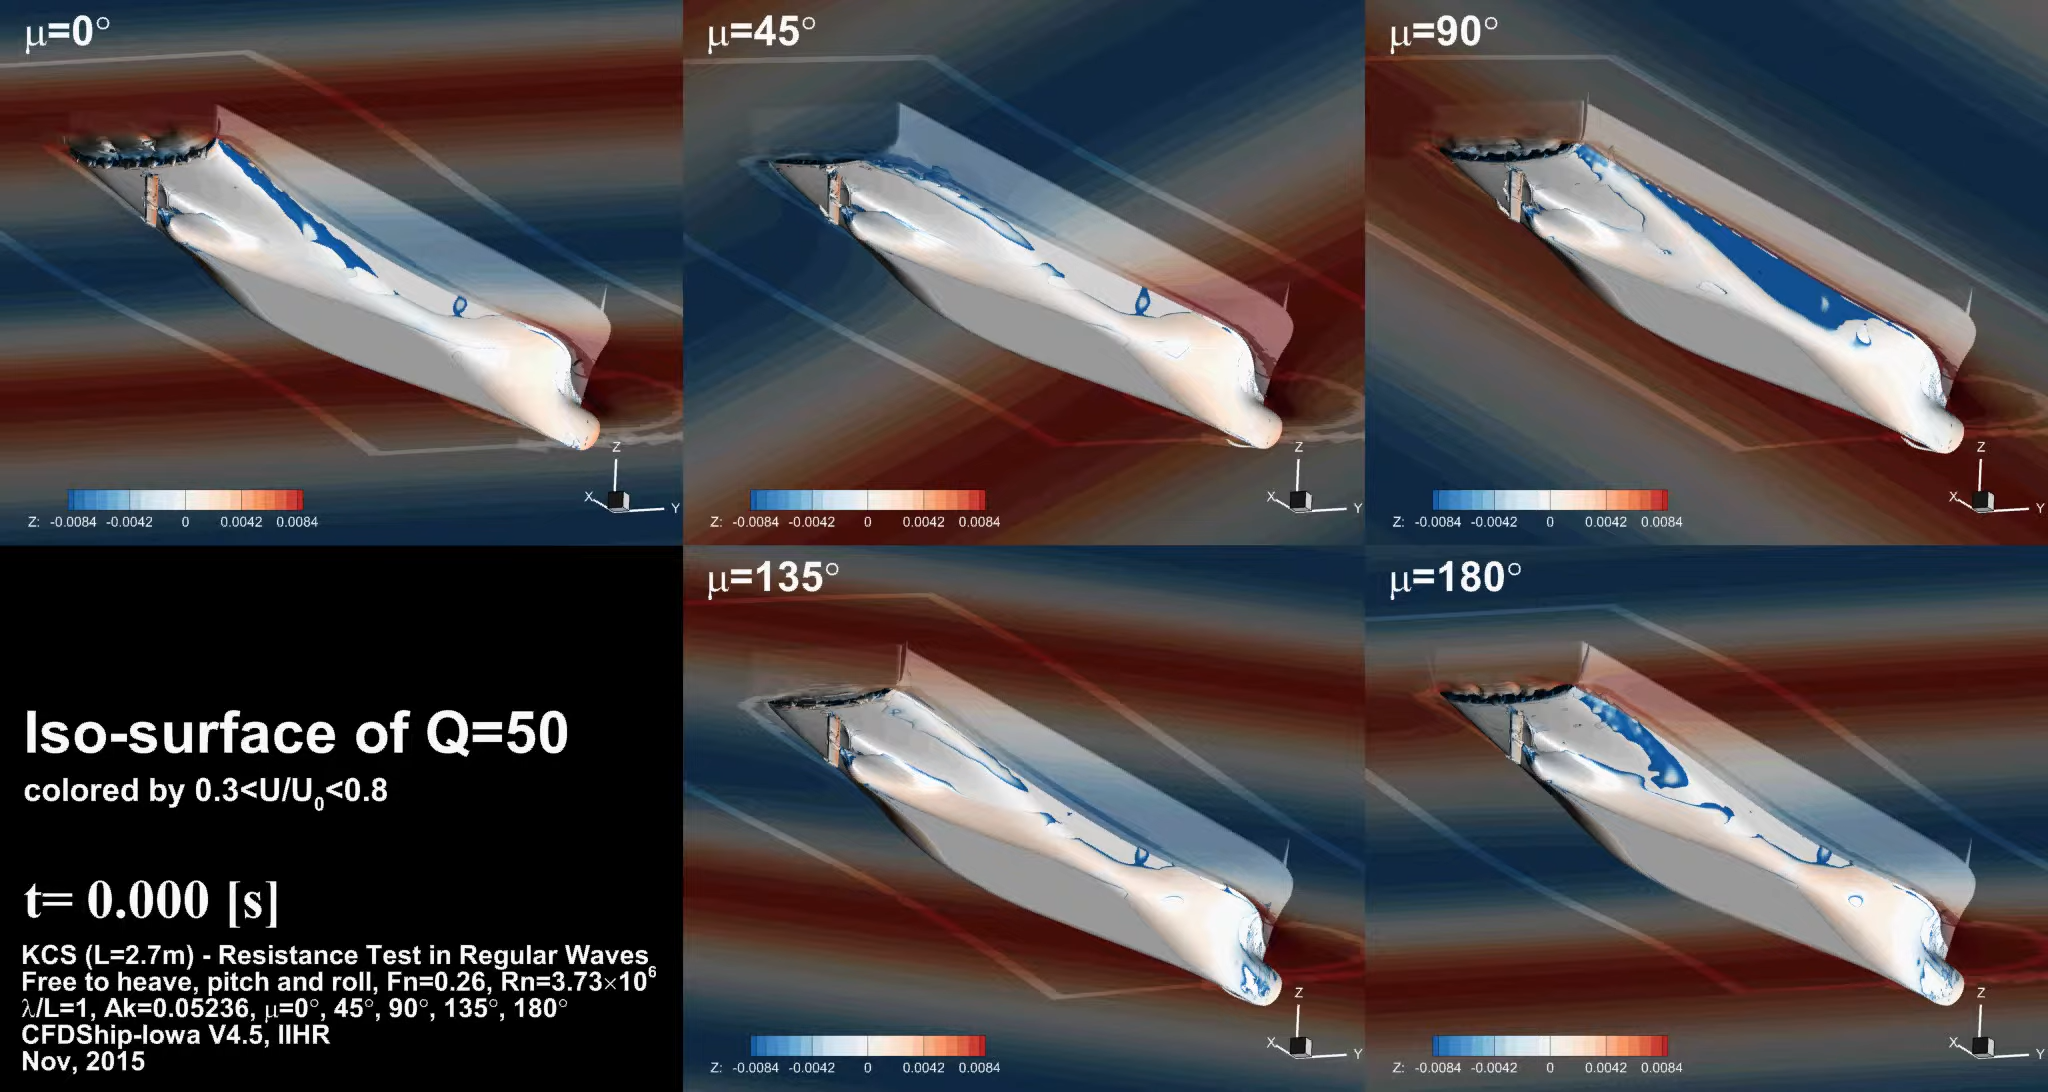 μ=0°
Z
X
Y
Z: -0.0084 -0.0042 0 0.0042 0.0084
μ=45°
Z
X
Y
Z: -0.0084 -0.0042 0 0.0042 0.0084
μ=90°
Z
X
Y
Z: -0.0084 -0.0042 0 0.0042 0.0084
Iso-surface of Q=50
colored by 0.3<U/U₀<0.8
t= 0.000 [s]
KCS (L=2.7m) - Resistance Test in Regular Waves
Free to heave, pitch and roll, Fn=0.26, Rn=3.73×10⁶
λ/L=1, Ak=0.05236, μ=0°, 45°, 90°, 135°, 180°
CFDShip-Iowa V4.5, IIHR
Nov, 2015
μ=135°
Z
X
Y
Z: -0.0084 -0.0042 0 0.0042 0.0084
μ=180°
Z
X
Y
Z: -0.0084 -0.0042 0 0.0042 0.0084